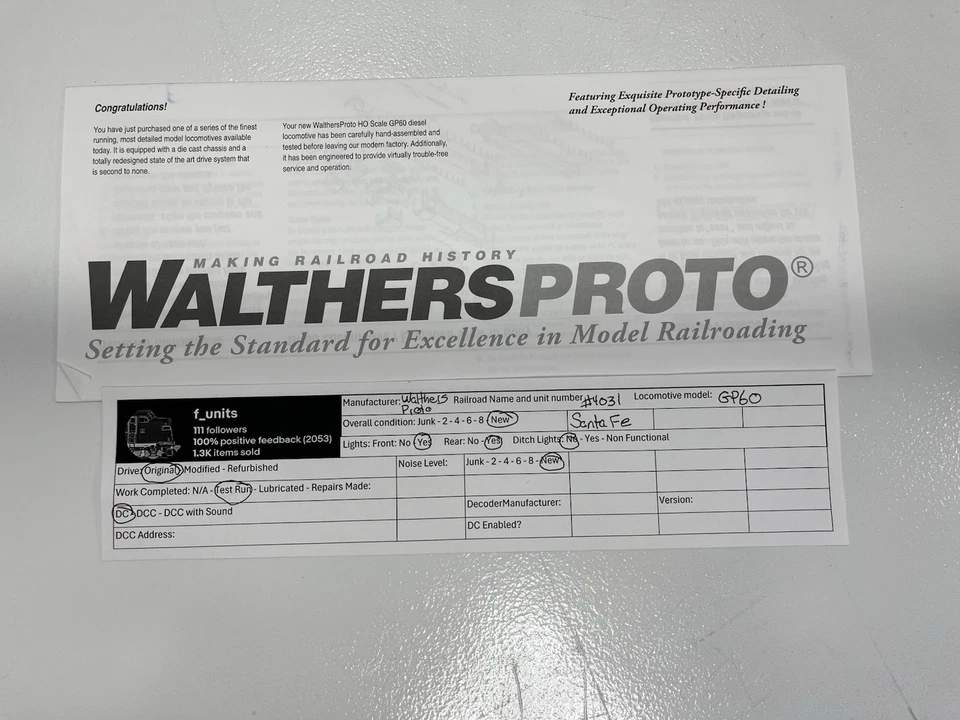 Congratulations!
You have just purchased one of a series of the finest
running, most detailed model locomotives available
today. It is equipped with a die cast chassis and a
totally redesigned state of the art drive system that
is second to none.
Your new WalthersProto HO Scale GP60 diesel
locomotive has been carefully hand-assembled and
tested before leaving our modern factory. Additionally,
it has been engineered to provide virtually trouble-free
service and operation.
Featuring Exquisite Prototype-Specific Detailing
and Exceptional Operating Performance !
MAKING RAILROAD HISTORY
WALTHERSPROTO®
Setting the Standard for Excellence in Model Railroading
f_units
111 followers
100% positive feedback (2053)
1.3K items sold
Manufacturer: Walthers Proto Railroad Name and unit number #4031 Locomotive model: GP60
Overall condition: Junk - 2 - 4 - 6 - 8 - New Santa Fe
Lights: Front: No - Yes Rear: No - Yes Ditch Lights: No - Yes - Non Functional
Drive: Original - Modified - Refurbished Noise Level: Junk - 2 - 4 - 6 - 8 - New
Work Completed: N/A - Test Run - Lubricated - Repairs Made:
DC - DCC - DCC with Sound DecoderManufacturer: Version:
DCC Address: DC Enabled?